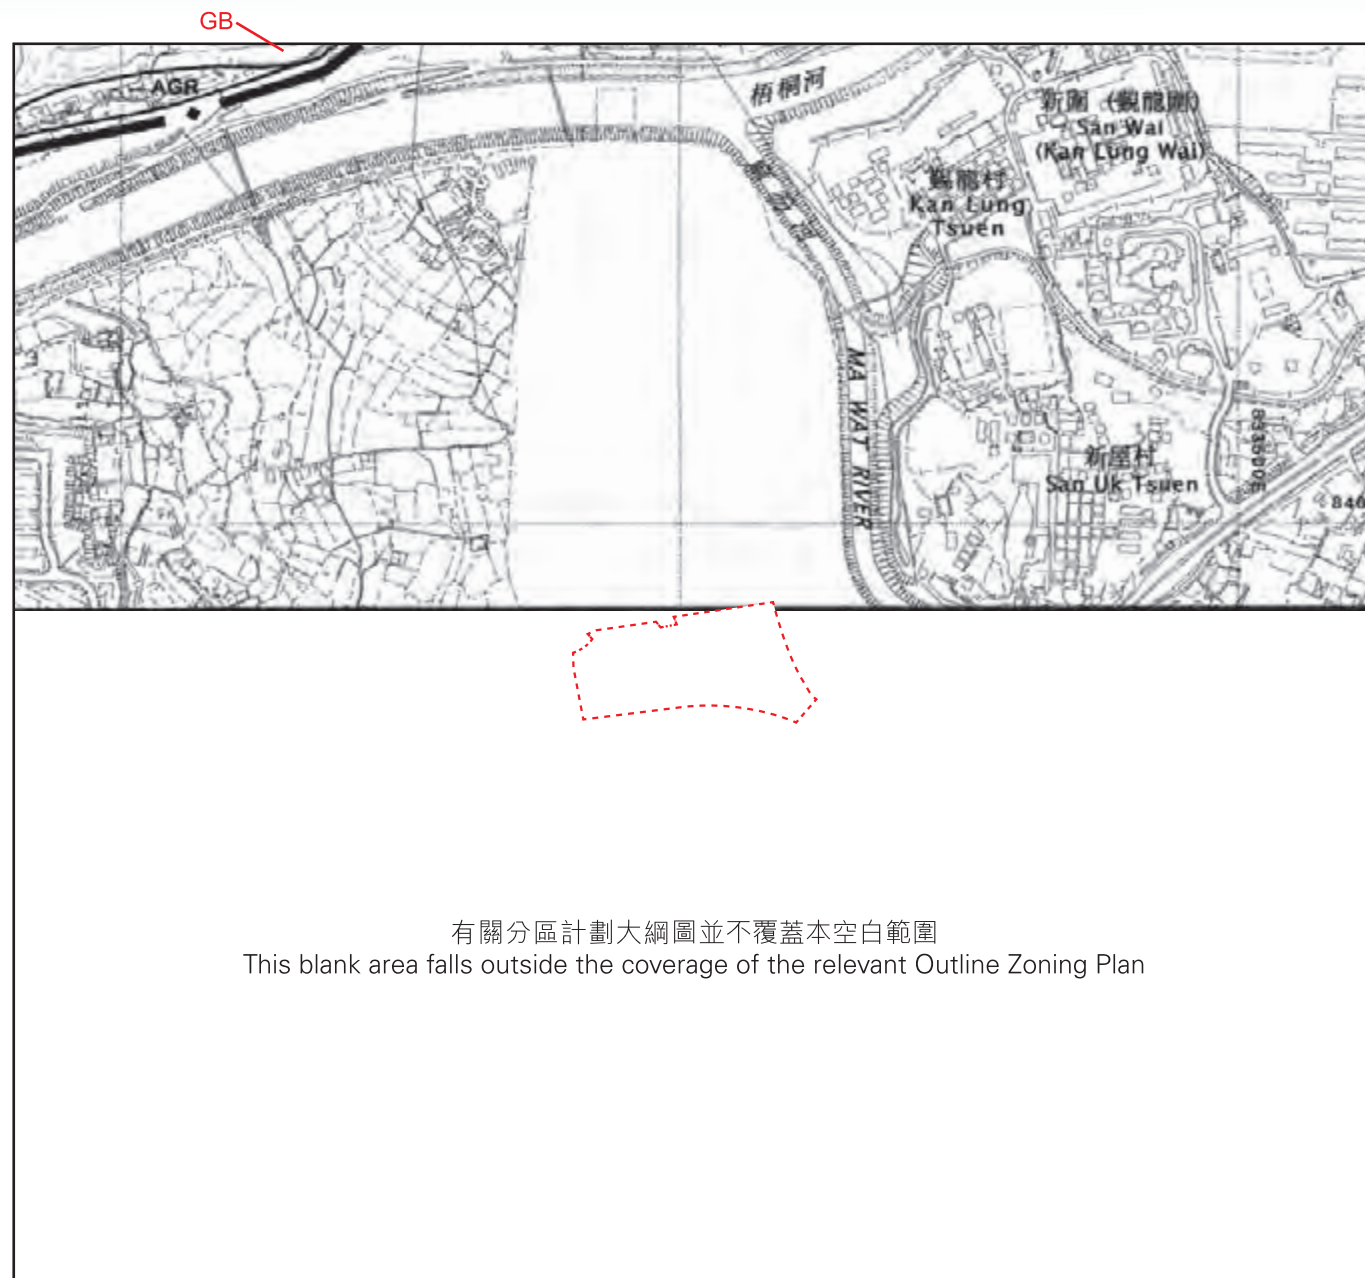 GB
AGR
梧桐河
新圍 (覲龍圍)
San Wai
(Kan Lung Wai)
覲龍村
Kan Lung
Tsuen
MA WAT RIVER
新屋村
San Uk Tsuen
840
有關分區計劃大綱圖並不覆蓋本空白範圍
This blank area falls outside the coverage of the relevant Outline Zoning Plan